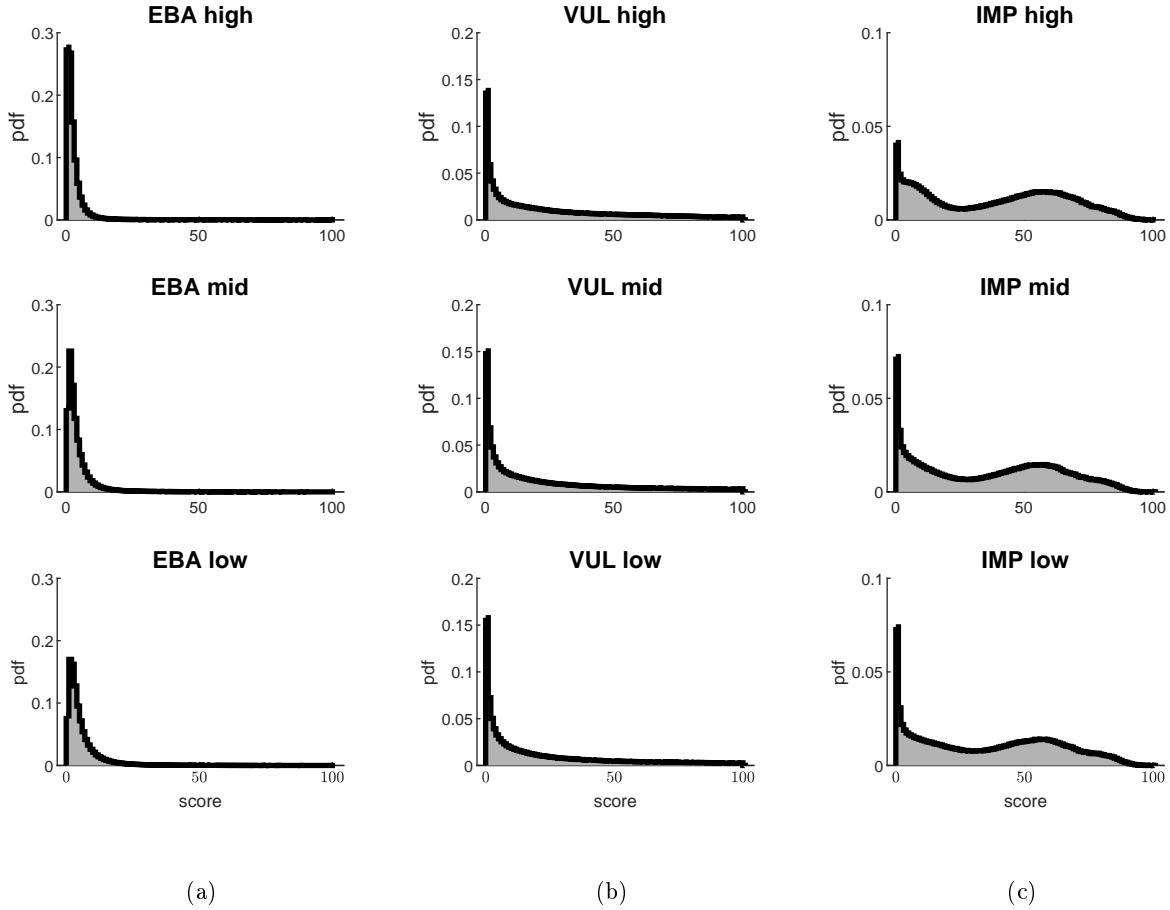 EBA high
0.3
0.2
0.1
0
pdf
0
50
100
VUL high
0.2
0.15
0.1
0.05
0
pdf
0
50
100
IMP high
0.1
0.05
0
pdf
0
50
100
EBA mid
0.3
0.2
0.1
0
pdf
0
50
100
VUL mid
0.2
0.15
0.1
0.05
0
pdf
0
50
100
IMP mid
0.1
0.05
0
pdf
0
50
100
EBA low
0.3
0.2
0.1
0
pdf
0
50
100
score
VUL low
0.2
0.15
0.1
0.05
0
pdf
0
50
100
score
IMP low
0.1
0.05
0
pdf
0
50
100
score
(a)
(b)
(c)